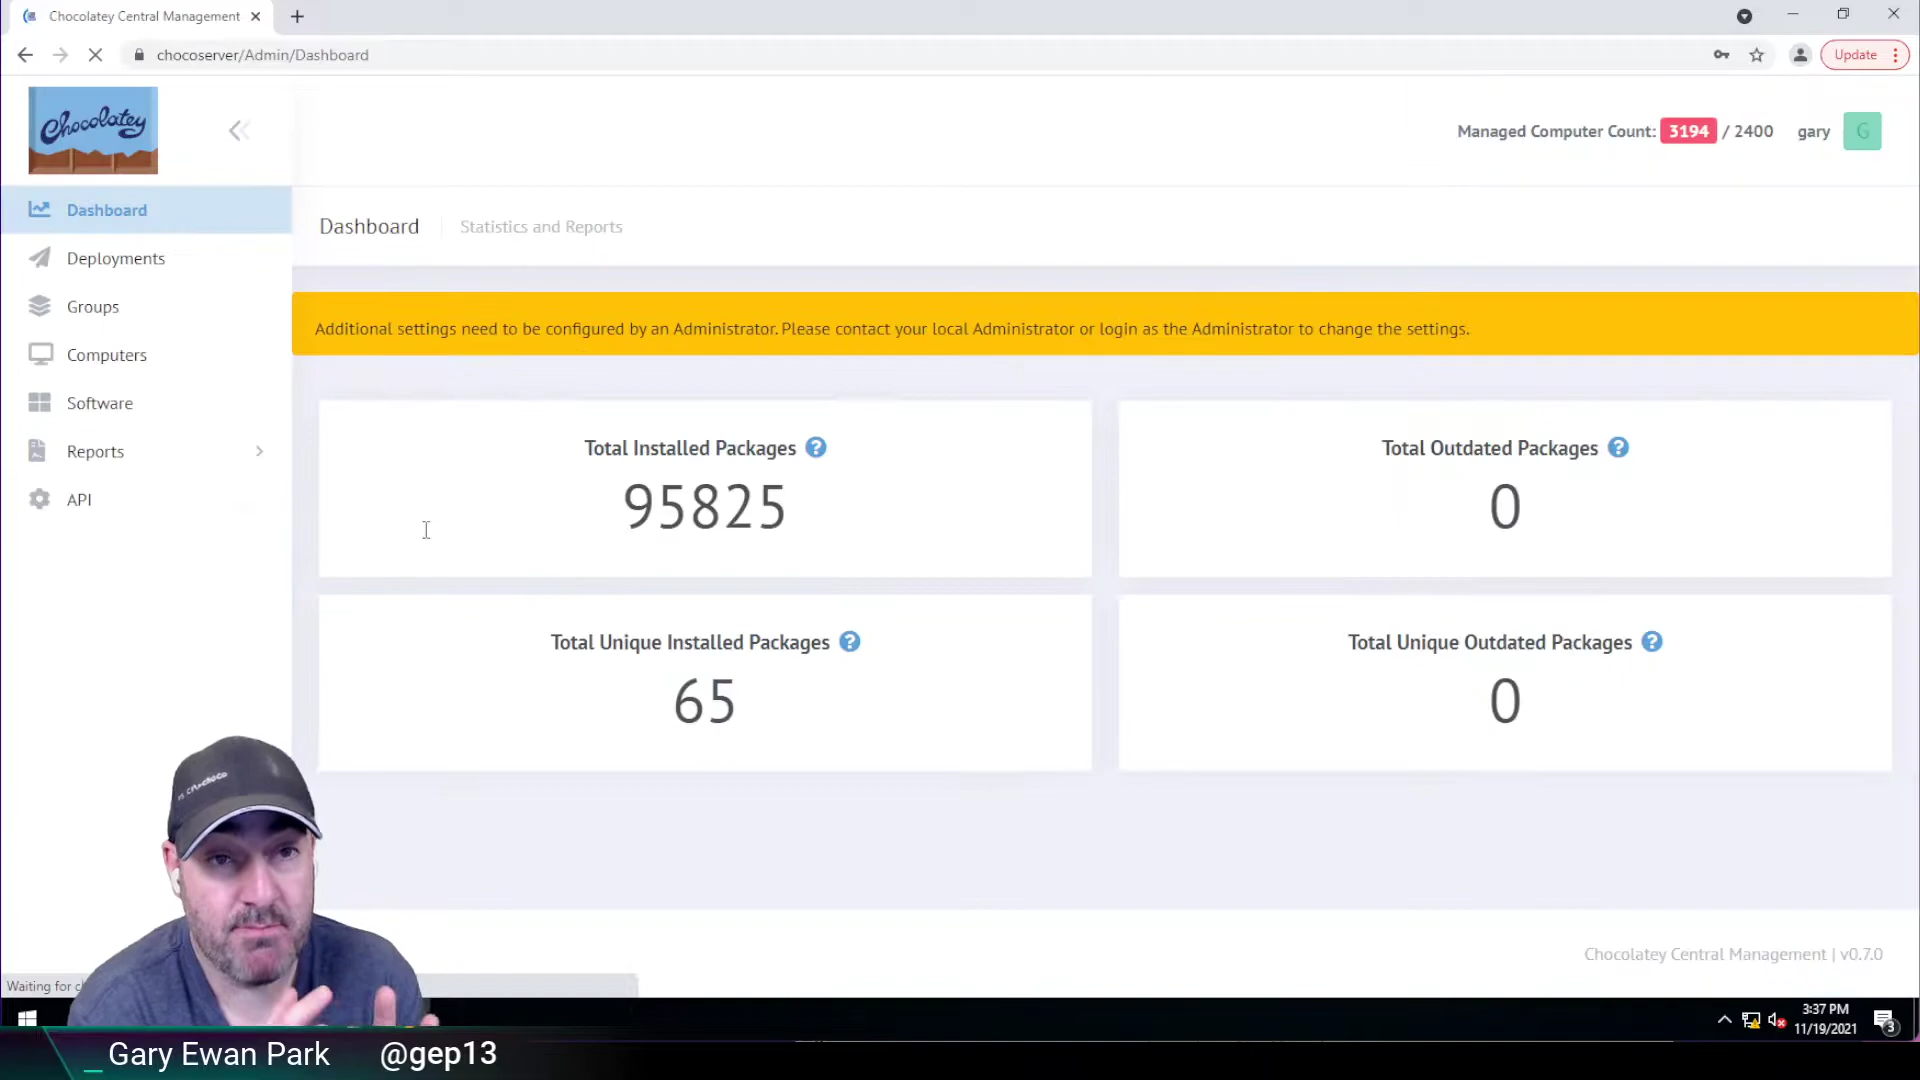 Chocolatey Central Management
chocoserver/Admin/Dashboard
Update
Chocolatey
Managed Computer Count: 3194 / 2400 gary G
Dashboard
Deployments
Groups
Computers
Software
Reports
API
Dashboard Statistics and Reports
Additional settings need to be configured by an Administrator. Please contact your local Administrator or login as the Administrator to change the settings.
Total Installed Packages ?
95825
Total Outdated Packages ?
0
Total Unique Installed Packages ?
65
Total Unique Outdated Packages ?
0
Chocolatey Central Management | v0.7.0
Waiting for
3:37 PM
11/19/2021
3
_ Gary Ewan Park @gep13